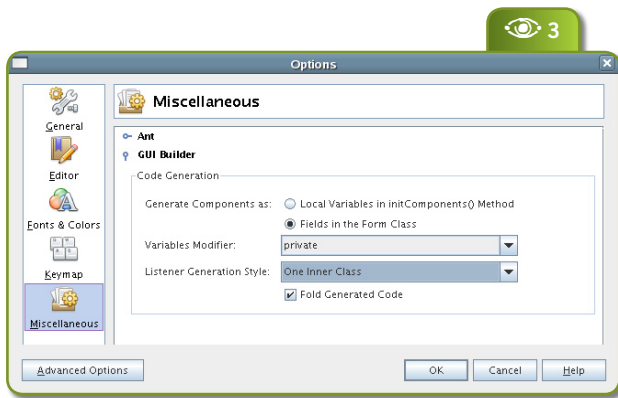 3
Options
General
Editor
Fonts & Colors
Keymap
Miscellaneous
Miscellaneous
Ant
GUI Builder
Code Generation
Generate Components as: Local Variables in initComponents() Method
Fields in the Form Class
Variables Modifier: private
Listener Generation Style: One Inner Class
Fold Generated Code
Advanced Options OK Cancel Help